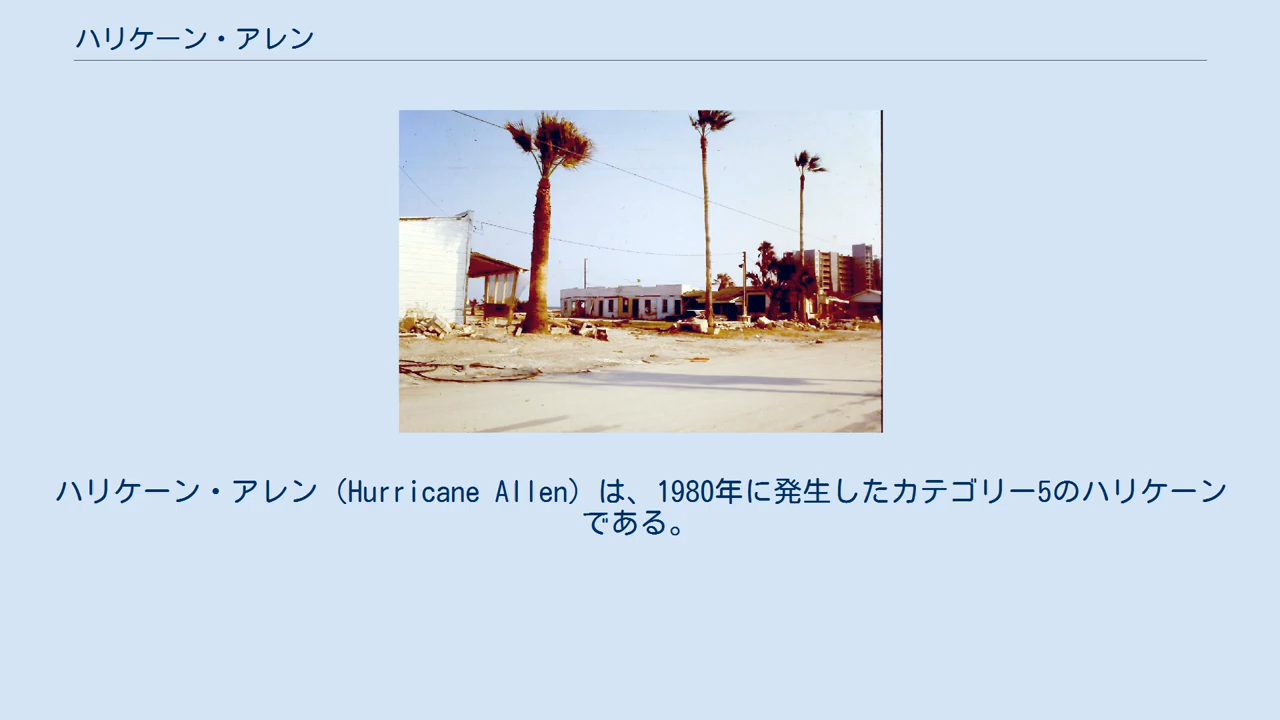 ハリケーン・アレン
ハリケーン・アレン（Hurricane Allen）は、1980年に発生したカテゴリー5のハリケーン
である。